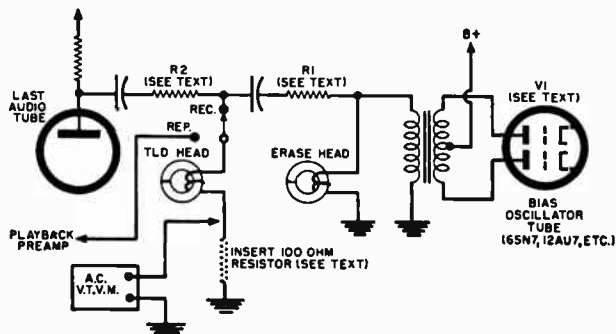 B+
R2
(SEE TEXT)
R1
(SEE TEXT)
V1
(SEE TEXT)
LAST
AUDIO
TUBE
REC.
REP.
TLD HEAD
ERASE HEAD
BIAS
OSCILLATOR
TUBE
(6SN7, 12AU7, ETC.)
PLAYBACK
PREAMP
INSERT 100 OHM
RESISTOR (SEE TEXT)
A.C.
V.T.V.M.